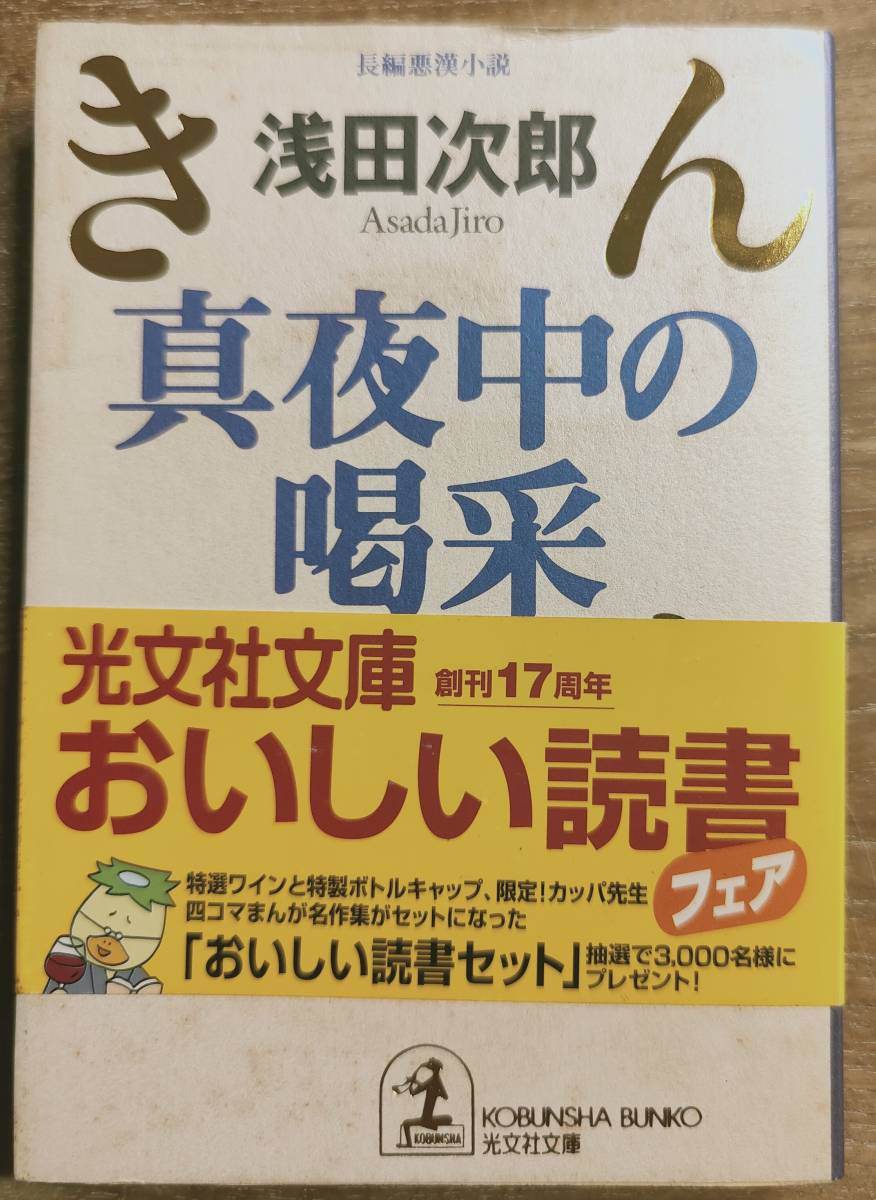 長編悪漢小説
きん
浅田次郎
Asada Jiro
真夜中の
喝采
光文社文庫 創刊17周年
おいしい読書
フェア
特選ワインと特製ボトルキャップ、限定!カッパ先生
四コマまんが名作集がセットになった
「おいしい読書セット」抽選で3,000名様に
プレゼント!
KOBUNSHA
KOBUNSHA BUNKO
光文社文庫